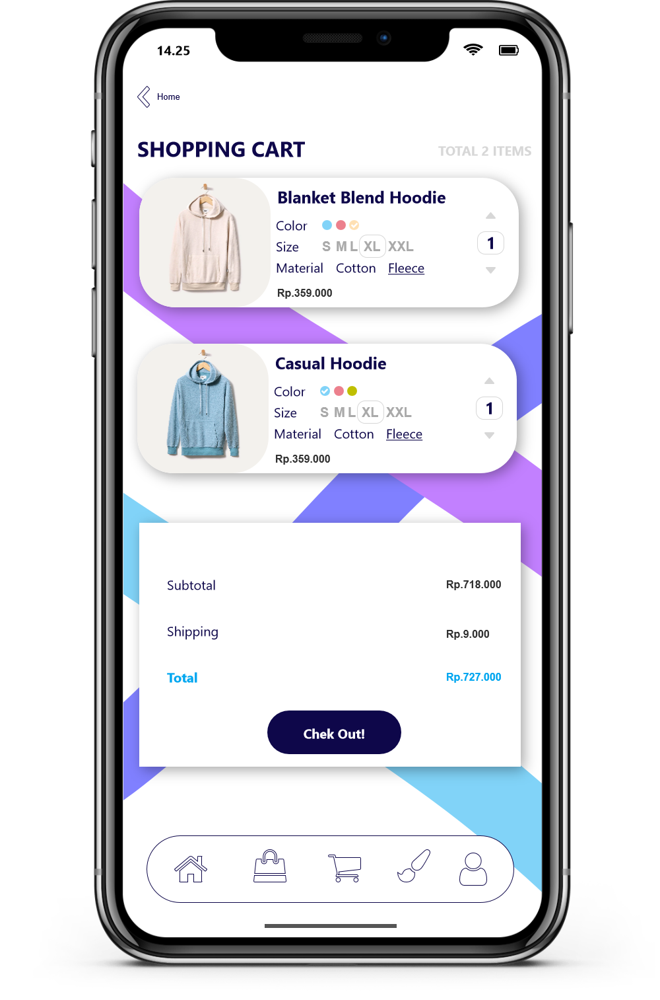 14.25
Home
SHOPPING CART
TOTAL 2 ITEMS
Blanket Blend Hoodie
Color
Size S M L XL XXL
1
Material Cotton Fleece
Rp.359.000
Casual Hoodie
Color
Size S M L XL XXL
1
Material Cotton Fleece
Rp.359.000
Subtotal Rp.718.000
Shipping Rp.9.000
Total Rp.727.000
Chek Out!